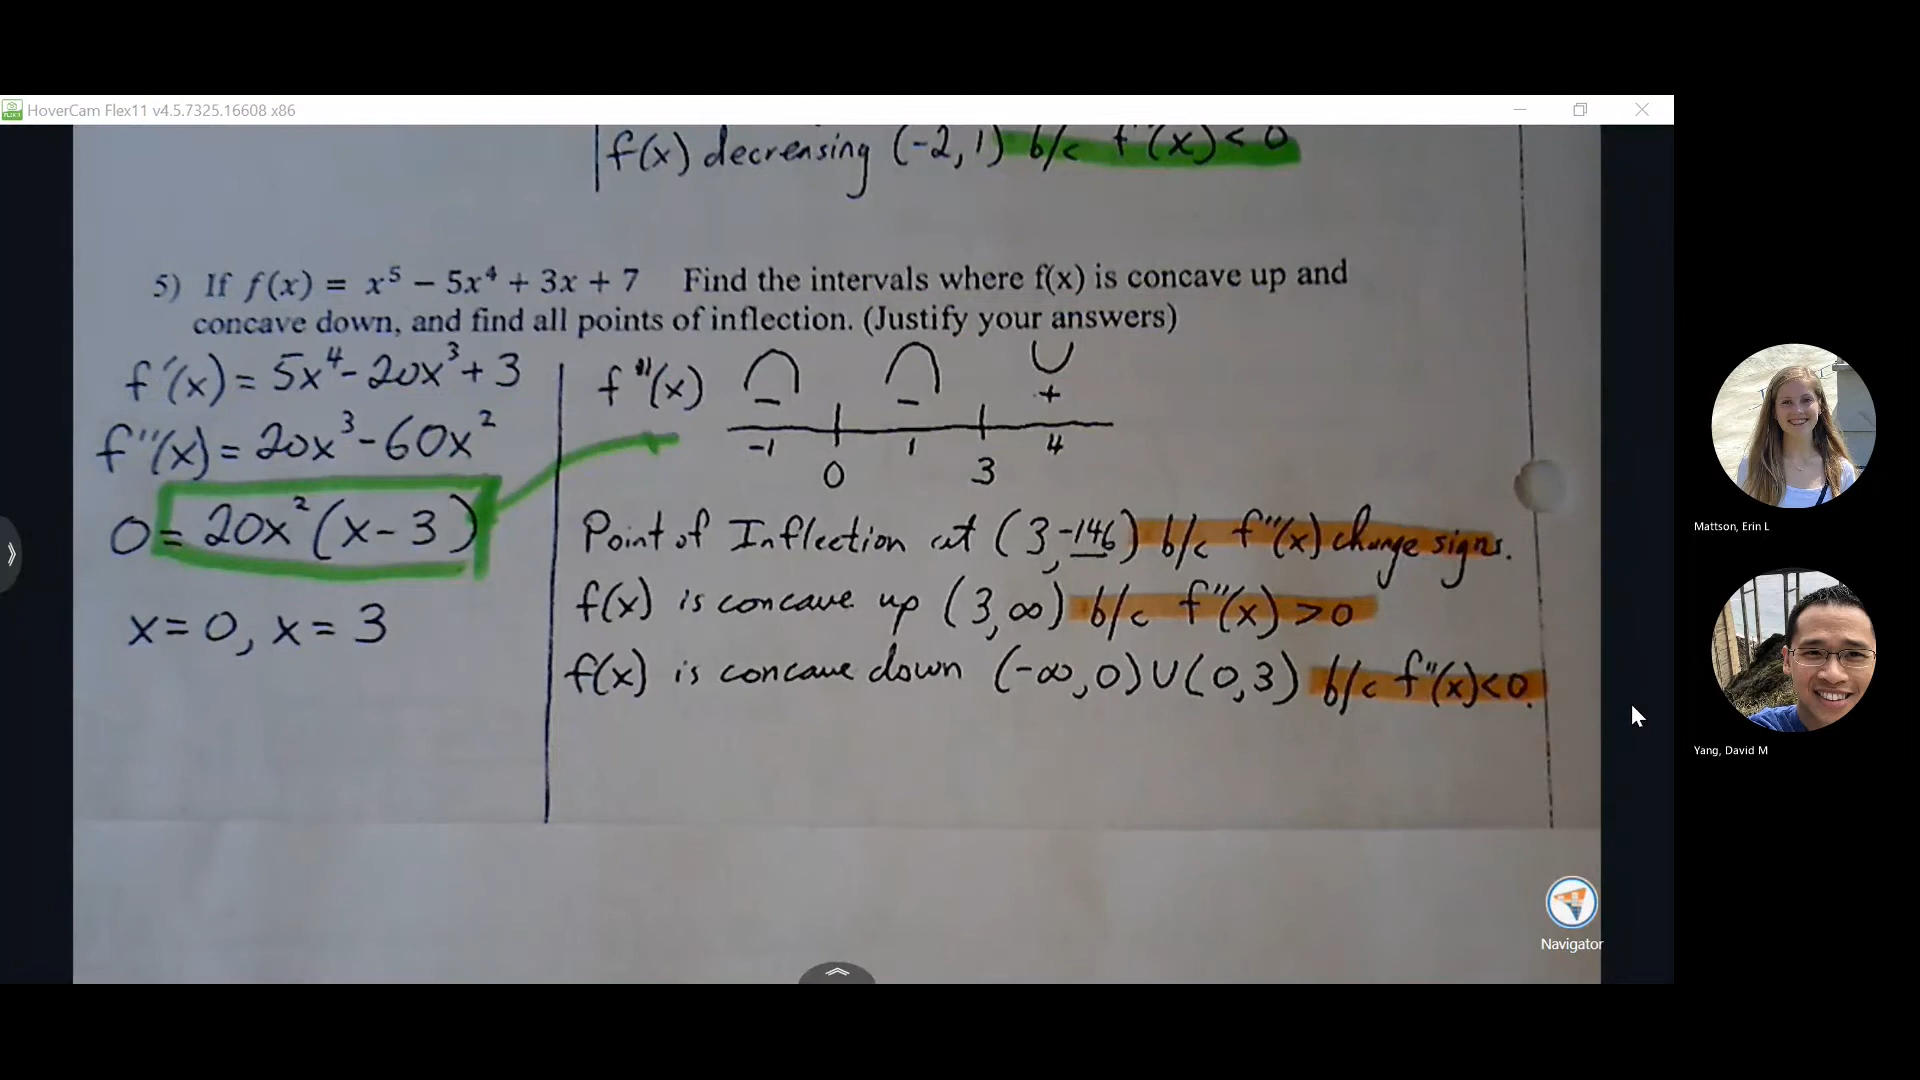 HoverCam Flex11 v4.5.7325.16608 x86
f(x) decreasing (-2, 1) b/c f'(x) < 0
5) If f(x) = x⁵ − 5x⁴ + 3x + 7 Find the intervals where f(x) is concave up and
concave down, and find all points of inflection. (Justify your answers)
f'(x) = 5x⁴ - 20x³ + 3
f''(x) = 20x³ - 60x²
0 = 20x² (x - 3)
x = 0, x = 3
f''(x)
- - +
-1 1 4
0 3
Point of Inflection at (3, -146) b/c f''(x) change signs.
f(x) is concave up (3, ∞) b/c f''(x) > 0
f(x) is concave down (-∞, 0) ∪ (0, 3) b/c f''(x) < 0.
Navigator
Mattson, Erin L
Yang, David M